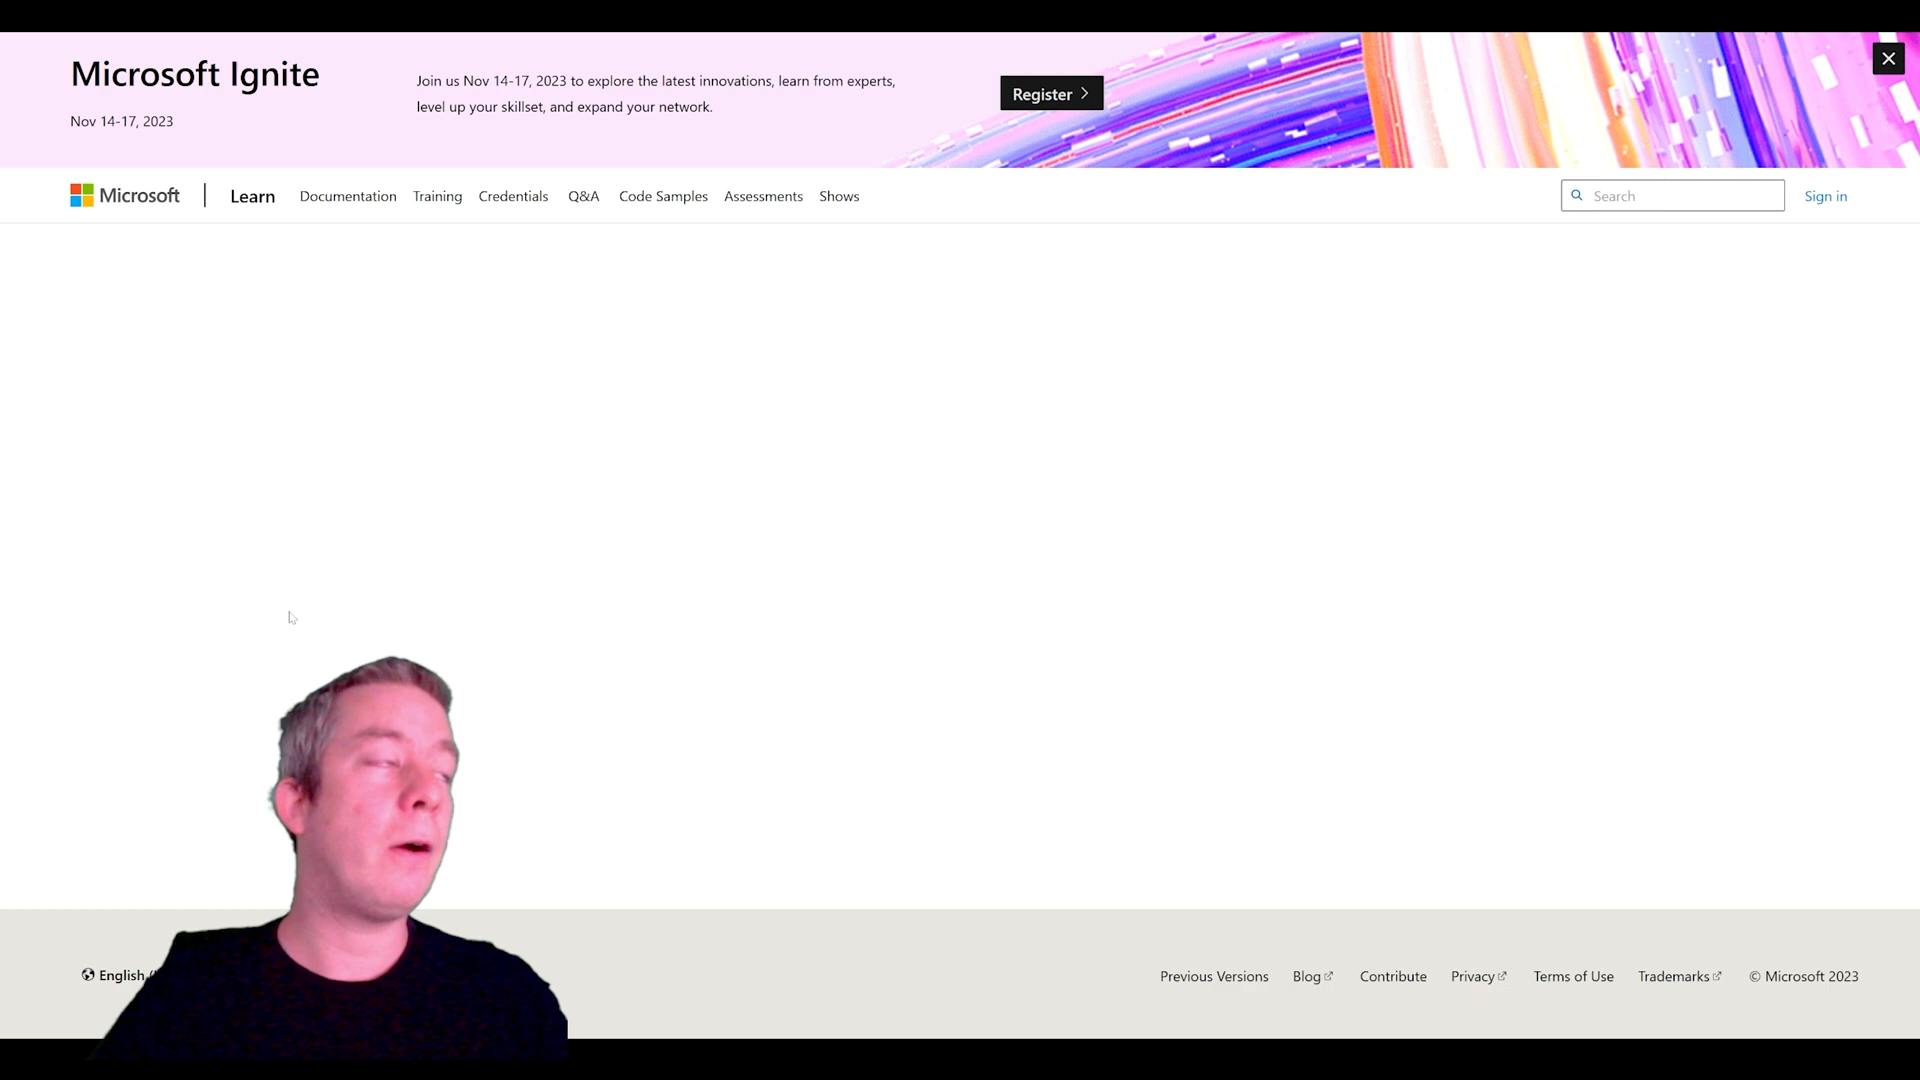 Microsoft Ignite
Nov 14-17, 2023
Join us Nov 14-17, 2023 to explore the latest innovations, learn from experts,
level up your skillset, and expand your network.
Register
Microsoft
Learn Documentation Training Credentials Q&A Code Samples Assessments Shows
Search
Sign in
English
Previous Versions Blog Contribute Privacy Terms of Use Trademarks © Microsoft 2023